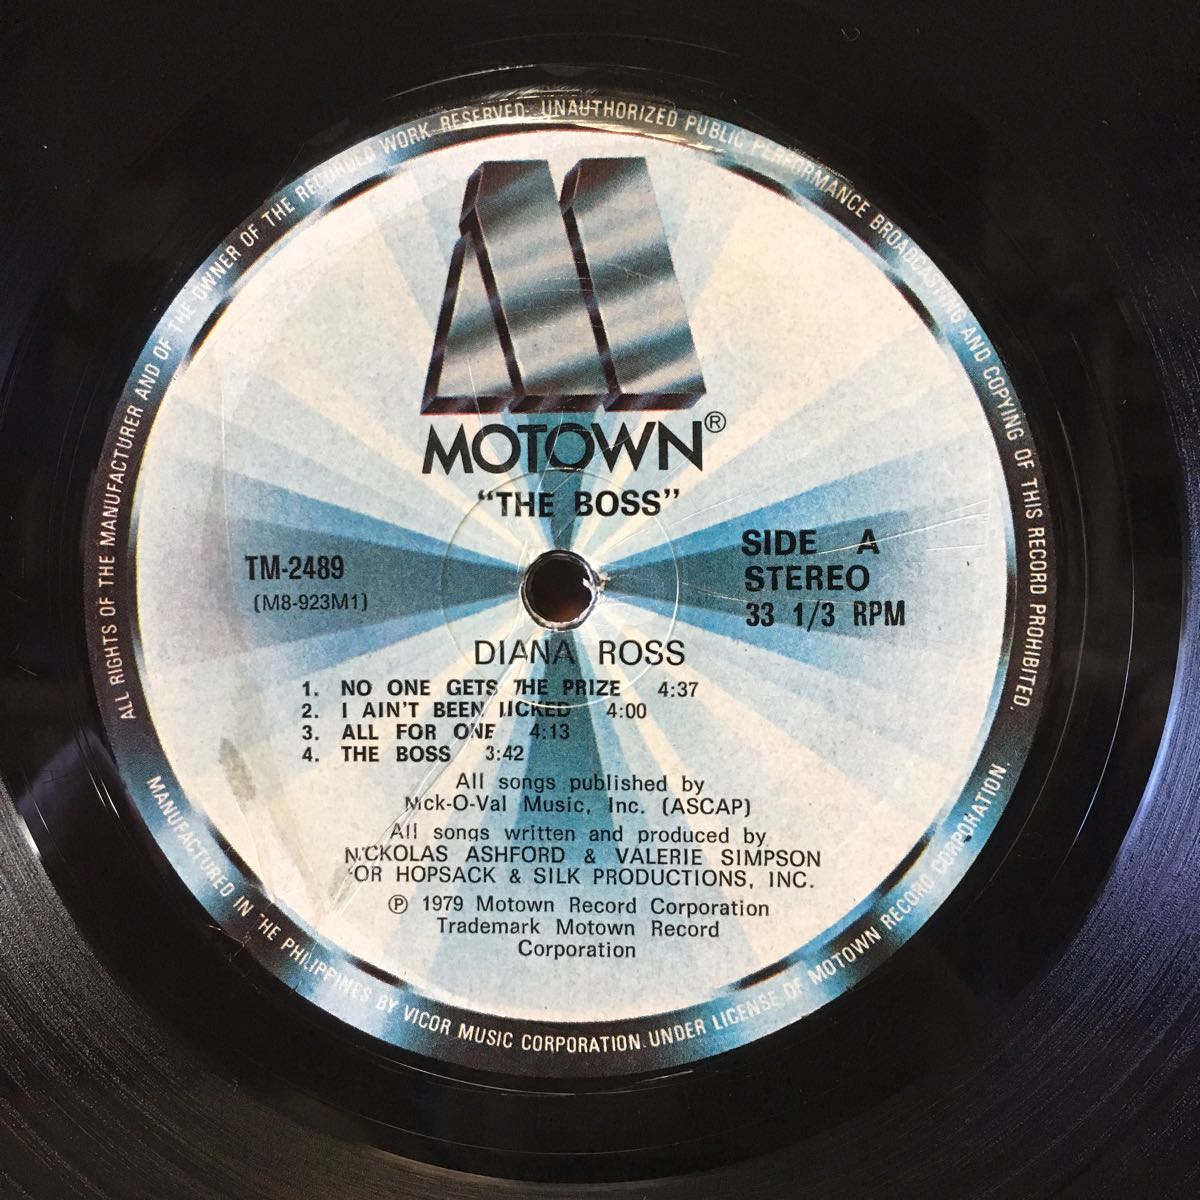 ALL RIGHTS OF THE MANUFACTURER AND OF THE OWNER OF THE RECORDED WORK RESERVED. UNAUTHORIZED PUBLIC PERFORMANCE BROADCASTING AND COPYING OF THIS RECORD PROHIBITED.
MOTOWN®
"THE BOSS"
TM-2489
(M8-923M1)
SIDE A
STEREO
33 1/3 RPM
DIANA ROSS
1. NO ONE GETS THE PRIZE 4:37
2. I AIN'T BEEN LICKED 4:00
3. ALL FOR ONE 4:13
4. THE BOSS 3:42
All songs published by
Nick-O-Val Music, Inc. (ASCAP)
All songs written and produced by
NICKOLAS ASHFORD & VALERIE SIMPSON
FOR HOPSACK & SILK PRODUCTIONS, INC.
℗ 1979 Motown Record Corporation
Trademark Motown Record
Corporation
MANUFACTURED IN THE PHILIPPINES BY VICOR MUSIC CORPORATION. UNDER LICENSE OF MOTOWN RECORD CORPORATION.